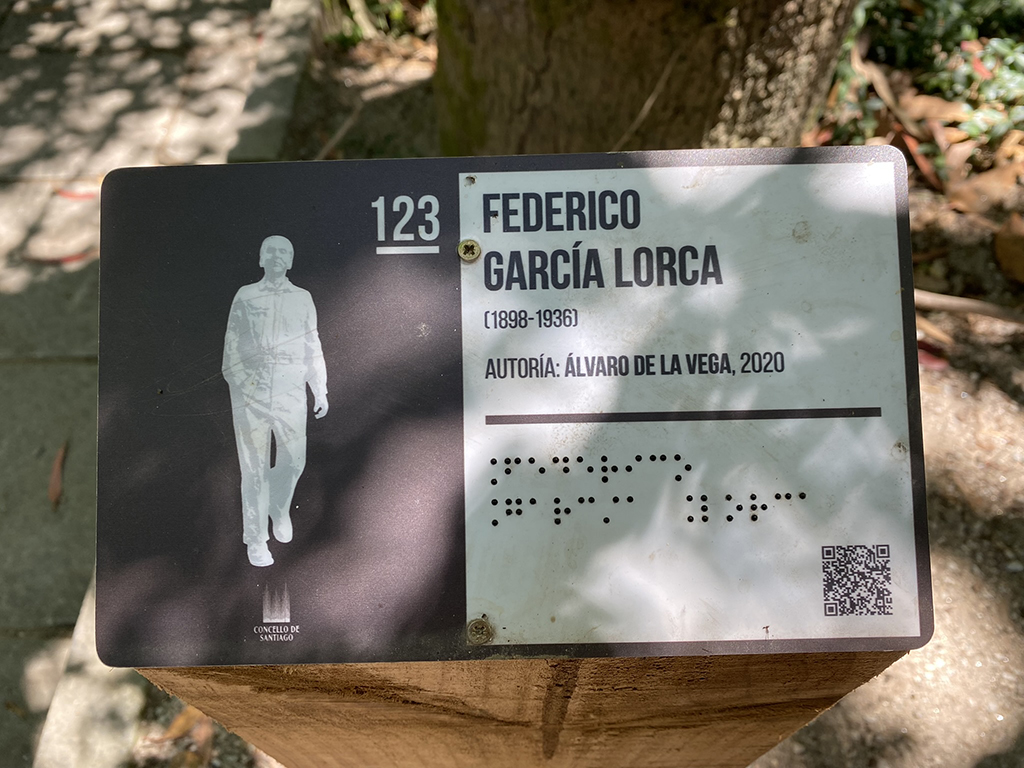 123
FEDERICO
GARCÍA LORCA
(1898-1936)
AUTORÍA: ÁLVARO DE LA VEGA, 2020
CONCELLO DE
SANTIAGO